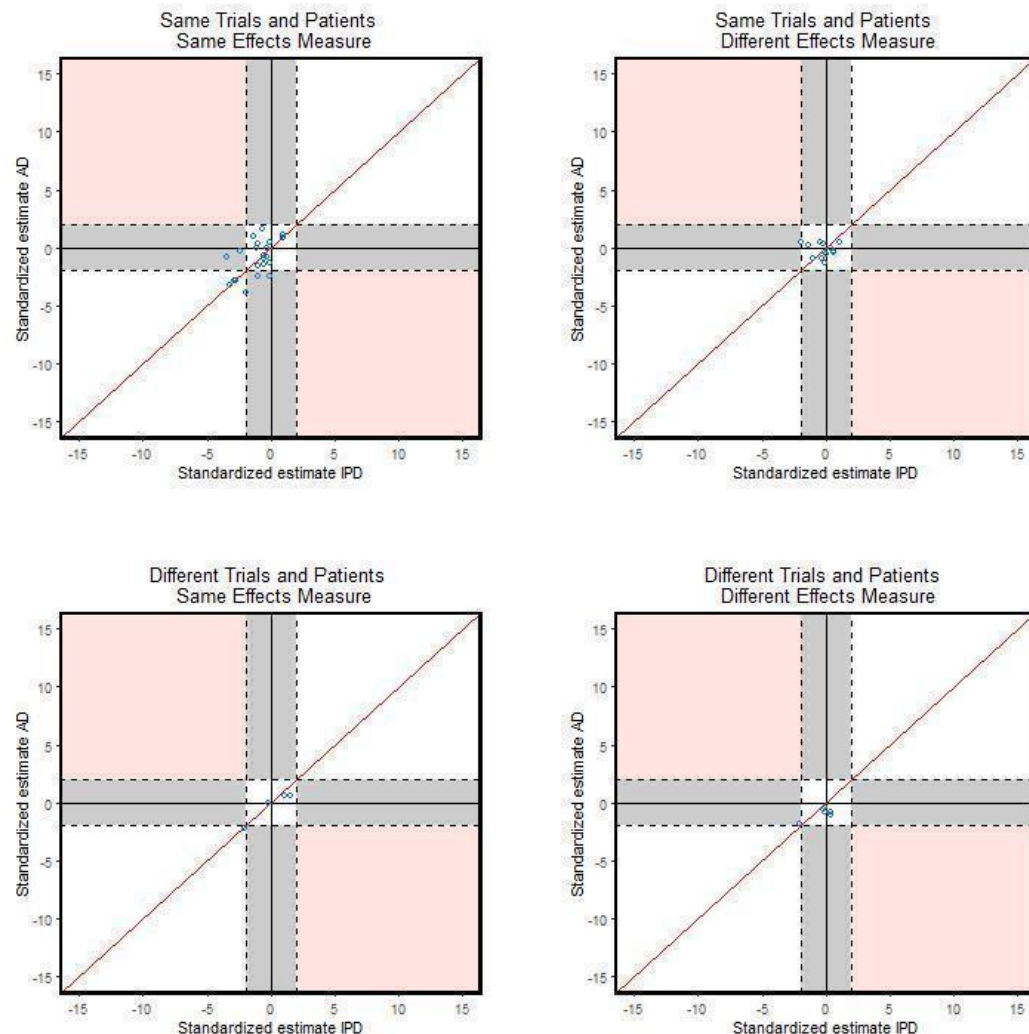 Same Trials and Patients
Same Effects Measure
15
10
5
0
-5
-10
-15
Standardized estimate AD
-15 -10 -5 0 5 10 15
Standardized estimate IPD
Same Trials and Patients
Different Effects Measure
15
10
5
0
-5
-10
-15
Standardized estimate AD
-15 -10 -5 0 5 10 15
Standardized estimate IPD
Different Trials and Patients
Same Effects Measure
15
10
5
0
-5
-10
-15
Standardized estimate AD
-15 -10 -5 0 5 10 15
Standardized estimate IPD
Different Trials and Patients
Different Effects Measure
15
10
5
0
-5
-10
-15
Standardized estimate AD
-15 -10 -5 0 5 10 15
Standardized estimate IPD